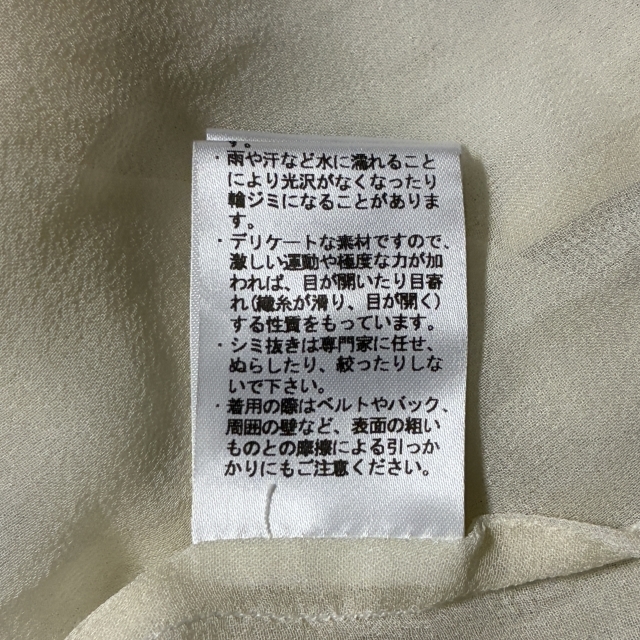 す。
・雨や汗など水に濡れること
により光沢がなくなったり
輪ジミになることがありま
す。
・デリケートな素材ですので、
激しい運動や極度な力が加
われば、目が開いたり目寄
れ(織糸が滑り、目が開く)
する性質をもっています。
・シミ抜きは専門家に任せ、
ぬらしたり、絞ったりしな
いで下さい。
・着用の際はベルトやバック、
周囲の壁など、表面の粗い
ものとの摩擦による引っか
かりにもご注意ください。